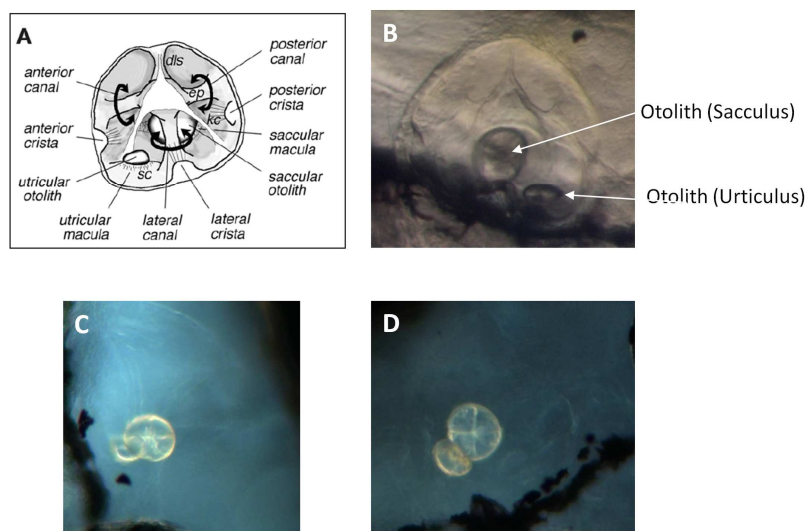 A
dls
posterior
canal
anterior
canal
ep
posterior
crista
kc
anterior
crista
saccular
macula
sc
utricular
otolith
saccular
otolith
utricular
macula
lateral
canal
lateral
crista
B
Otolith (Sacculus)
Otolith (Urticulus)
C
D